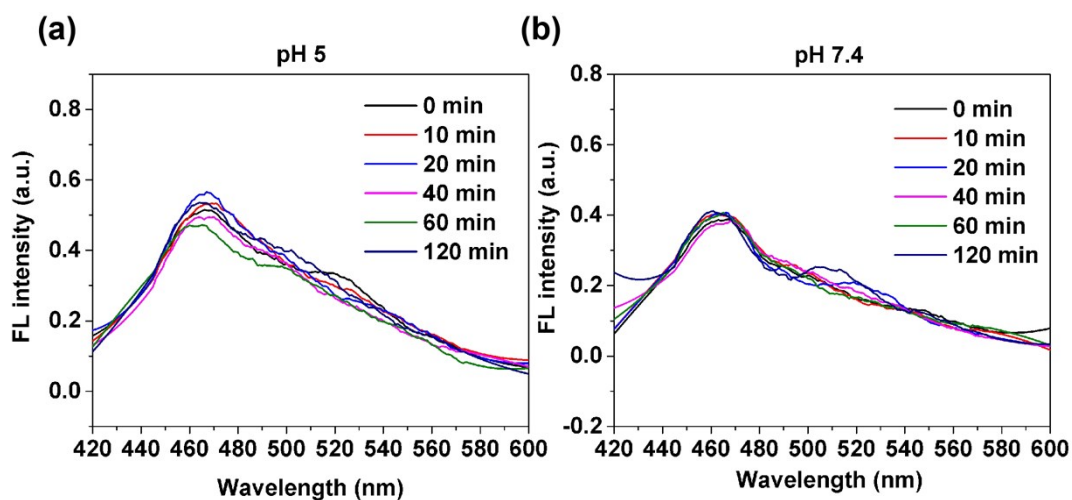 (a)
pH 5
FL intensity (a.u.)
0.8
0.6
0.4
0.2
0.0
0 min
10 min
20 min
40 min
60 min
120 min
420 440 460 480 500 520 540 560 580 600
Wavelength (nm)
(b)
pH 7.4
FL intensity (a.u.)
0.8
0.6
0.4
0.2
0.0
-0.2
0 min
10 min
20 min
40 min
60 min
120 min
420 440 460 480 500 520 540 560 580 600
Wavelength (nm)